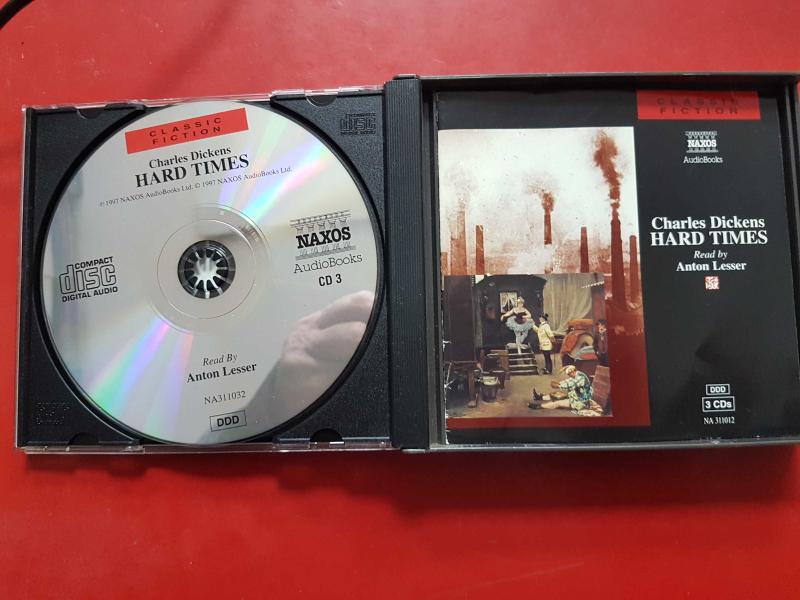 CLASSIC
FICTION
Charles Dickens
HARD TIMES
℗ 1997 NAXOS AudioBooks Ltd. © 1997 NAXOS AudioBooks Ltd.
COMPACT
disc
DIGITAL AUDIO
NAXOS
AudioBooks
CD 3
Read By
Anton Lesser
NA311032
DDD
disc
CLASSIC
FICTION
NAXOS
AudioBooks
Charles Dickens
HARD TIMES
Read by
Anton Lesser
DDD
3 CDs
NA 311012